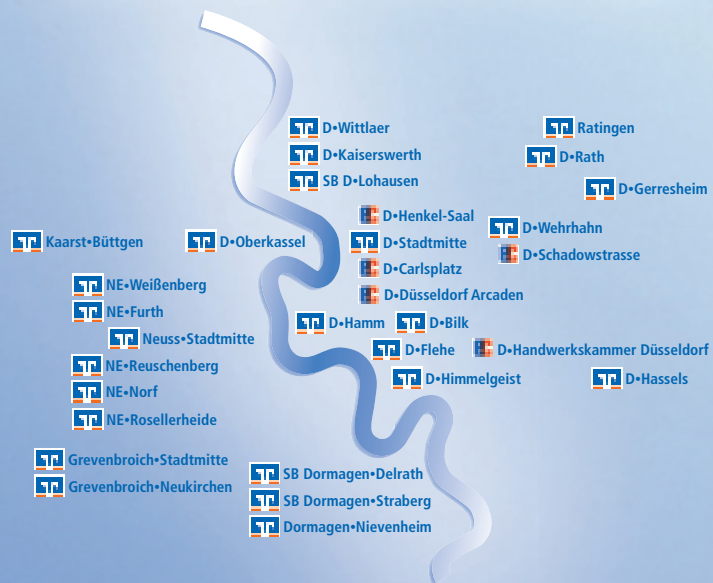 D•Wittlaer
Ratingen
D•Kaiserswerth
D•Rath
SB D•Lohausen
D•Gerresheim
D•Henkel-Saal
D•Wehrhahn
Kaarst•Büttgen
D•Oberkassel
D•Stadtmitte
D•Schadowstrasse
D•Carlsplatz
NE•Weißenberg
D•Düsseldorf Arcaden
NE•Furth
D•Hamm
D•Bilk
Neuss•Stadtmitte
D•Flehe
D•Handwerkskammer Düsseldorf
NE•Reuschenberg
D•Himmelgeist
D•Hassels
NE•Norf
NE•Rosellerheide
Grevenbroich•Stadtmitte
SB Dormagen•Delrath
Grevenbroich•Neukirchen
SB Dormagen•Straberg
Dormagen•Nievenheim